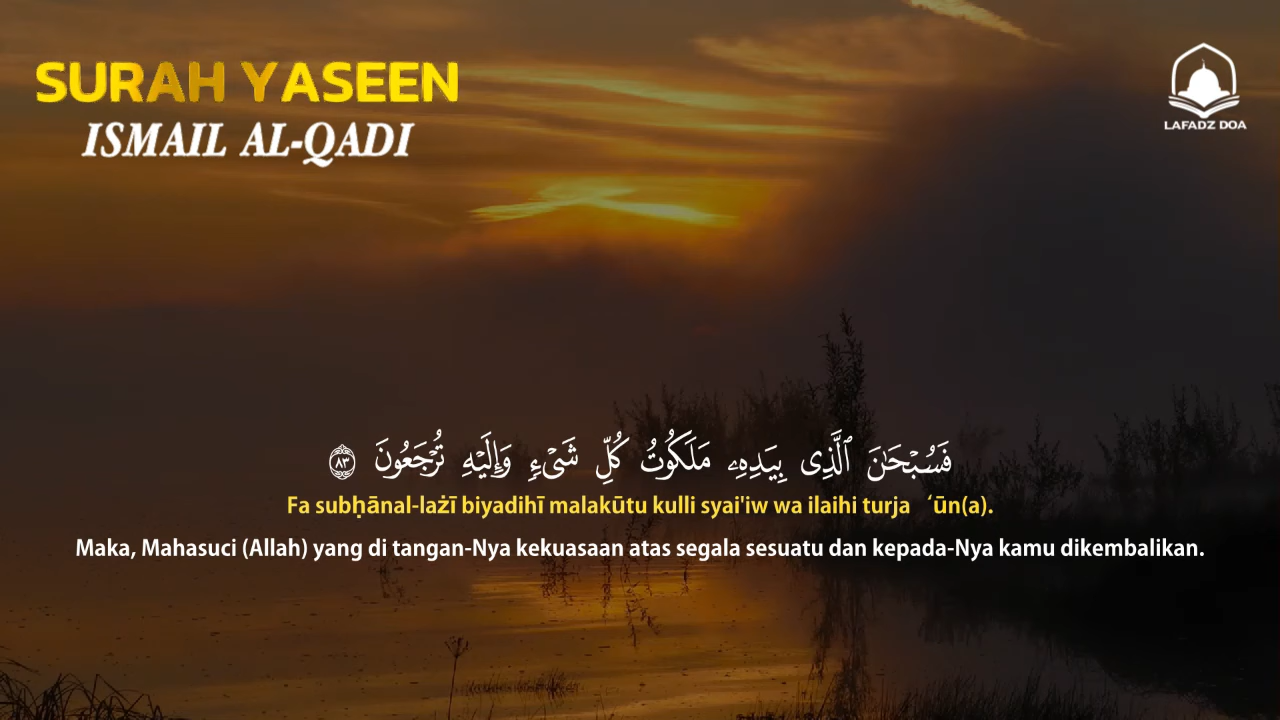 SURAH YASEEN
ISMAIL AL-QADI
LAFADZ DOA
فَسُبْحَـٰنَ ٱلَّذِى بِيَدِهِۦ مَلَكُوتُ كُلِّ شَىْءٍ وَإِلَيْهِ تُرْجَعُونَ ٨٣
Fa subḥānal-lażī biyadihī malakūtu kulli syai'iw wa ilaihi turja ‘ūn(a).
Maka, Mahasuci (Allah) yang di tangan-Nya kekuasaan atas segala sesuatu dan kepada-Nya kamu dikembalikan.